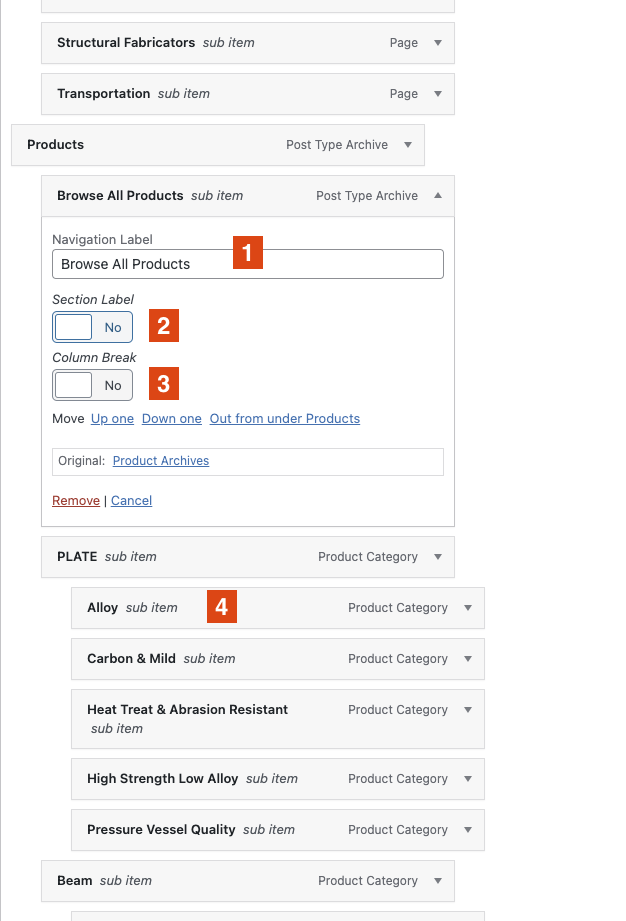 Structural Fabricators sub item Page
Transportation sub item Page
Products Post Type Archive
Browse All Products sub item Post Type Archive
Navigation Label
1
Browse All Products
Section Label
No
2
Column Break
No
3
Move Up one Down one Out from under Products
Original: Product Archives
Remove | Cancel
PLATE sub item Product Category
Alloy sub item 4 Product Category
Carbon & Mild sub item Product Category
Heat Treat & Abrasion Resistant Product Category
sub item
High Strength Low Alloy sub item Product Category
Pressure Vessel Quality sub item Product Category
Beam sub item Product Category